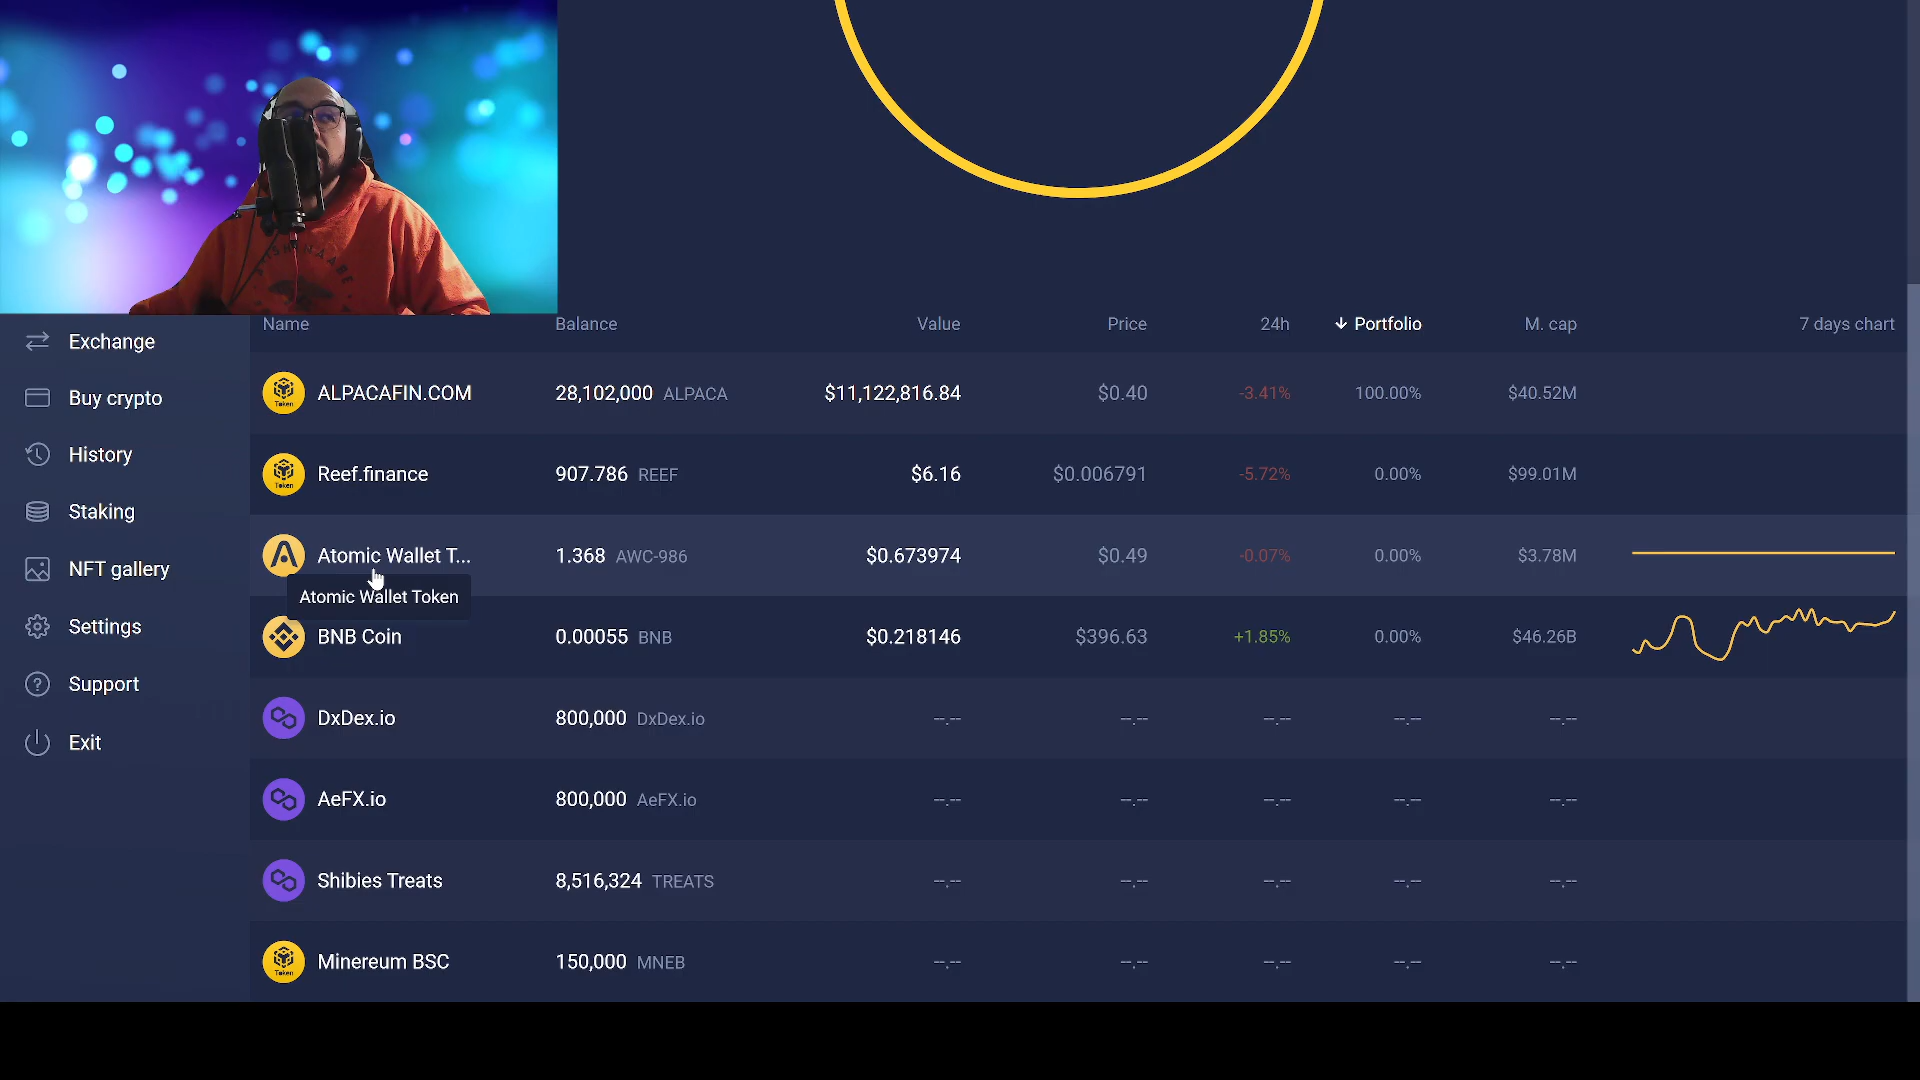 Name Balance Value Price 24h Portfolio M. cap 7 days chart
Exchange
Buy crypto
History
Staking
NFT gallery
Settings
Support
Exit
Token ALPACAFIN.COM 28,102,000 ALPACA $11,122,816.84 $0.40 -3.41% 100.00% $40.52M
Token Reef.finance 907.786 REEF $6.16 $0.006791 -5.72% 0.00% $99.01M
Atomic Wallet T... 1.368 AWC-986 $0.673974 $0.49 -0.07% 0.00% $3.78M
Atomic Wallet Token
BNB Coin 0.00055 BNB $0.218146 $396.63 +1.85% 0.00% $46.26B
DxDex.io 800,000 DxDex.io --.-- --.-- --.-- --.-- --.--
AeFX.io 800,000 AeFX.io --.-- --.-- --.-- --.-- --.--
Shibies Treats 8,516,324 TREATS --.-- --.-- --.-- --.-- --.--
Token Minereum BSC 150,000 MNEB --.-- --.-- --.-- --.-- --.--